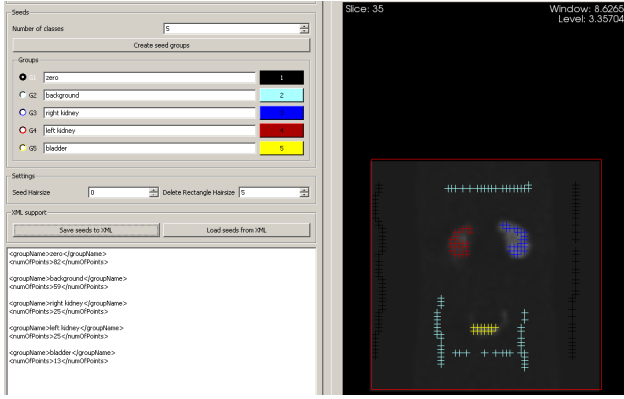 Seeds
Number of classes 5
Create seed groups
Groups
G1 zero 1
G2 background 2
G3 right kidney 3
G4 left kidney 4
G5 bladder 5
Settings
Seed Hairsize 0 Delete Rectangle Hairsize 5
XML support
Save seeds to XML Load seeds from XML
<groupName>zero</groupName>
<numOfPoints>82</numOfPoints>
<groupName>background</groupName>
<numOfPoints>59</numOfPoints>
<groupName>right kidney</groupName>
<numOfPoints>25</numOfPoints>
<groupName>left kidney</groupName>
<numOfPoints>25</numOfPoints>
<groupName>bladder</groupName>
<numOfPoints>13</numOfPoints>
Slice: 35
Window: 8.6265
Level: 3.35704